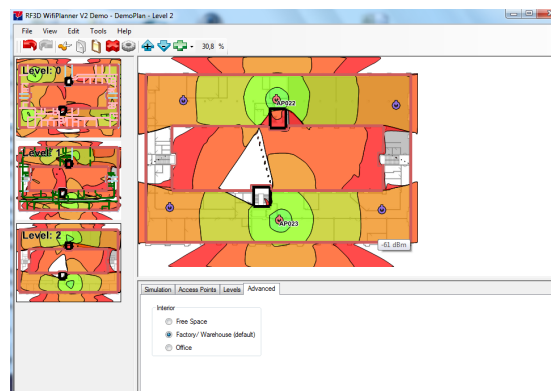 RF3D WifiPlanner V2 Demo - DemoPlan - Level 2
File View Edit Tools Help
30,8 %
Level: 0
Level: 1
Level: 2
AP022
AP023
-61 dBm
Simulation Access Points Levels Advanced
Interior
Free Space
Factory/ Warehouse (default)
Office